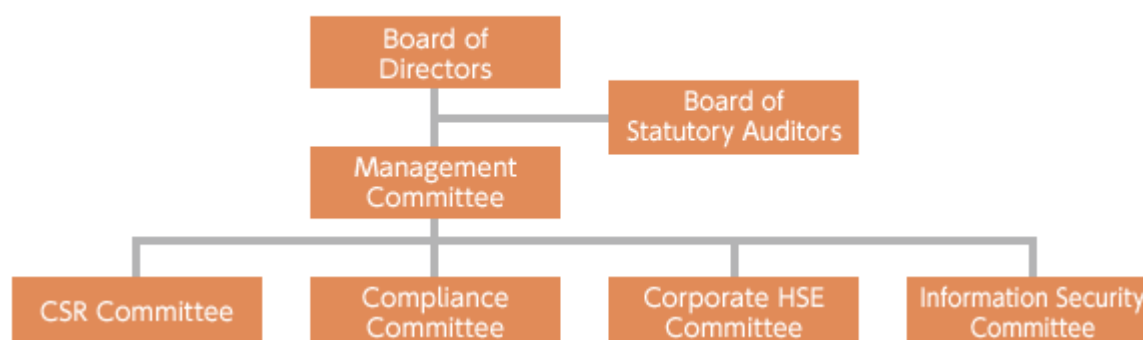 Board of
Directors
Board of
Statutory Auditors
Management
Committee
CSR Committee
Compliance
Committee
Corporate HSE
Committee
Information Security
Committee